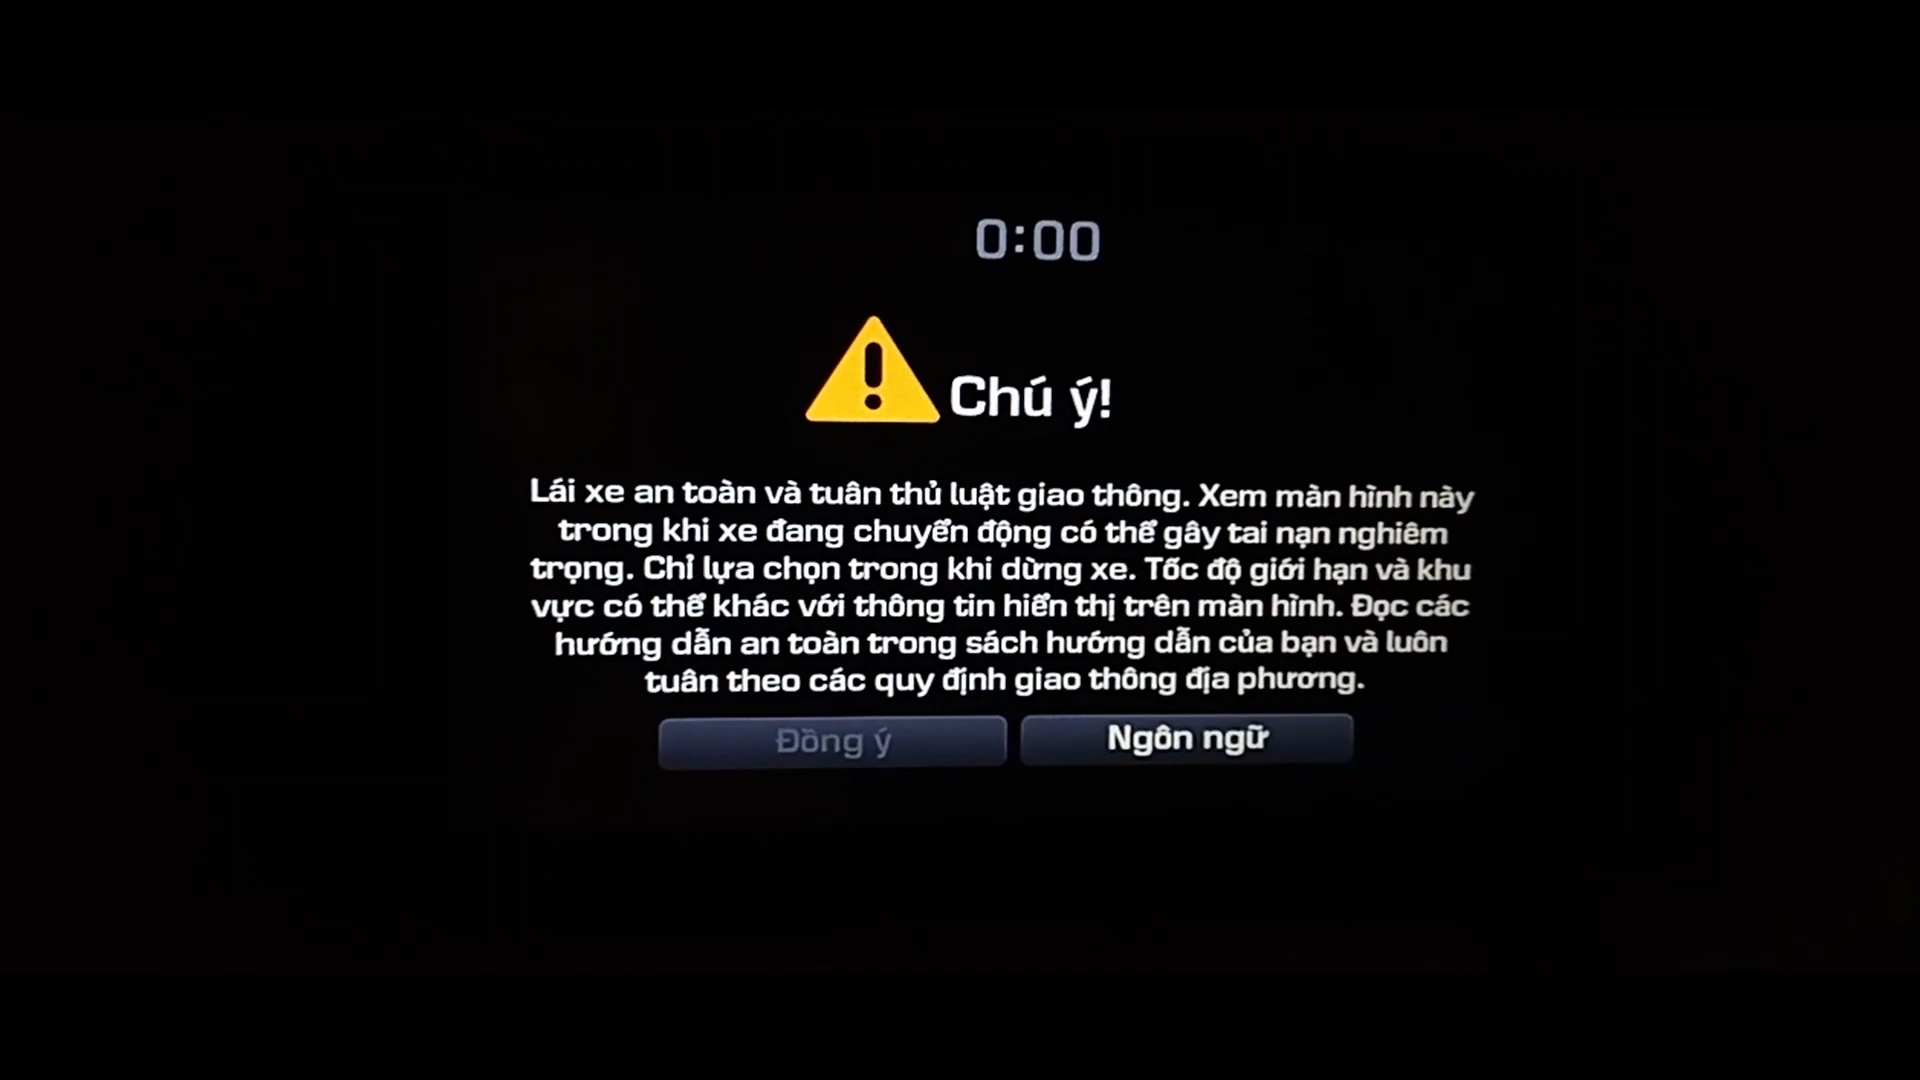 0:00
Chú ý!
Lái xe an toàn và tuân thủ luật giao thông. Xem màn hình này
trong khi xe đang chuyển động có thể gây tai nạn nghiêm
trọng. Chỉ lựa chọn trong khi dừng xe. Tốc độ giới hạn và khu
vực có thể khác với thông tin hiển thị trên màn hình. Đọc các
hướng dẫn an toàn trong sách hướng dẫn của bạn và luôn
tuân theo các quy định giao thông địa phương.
Đồng ý
Ngôn ngữ